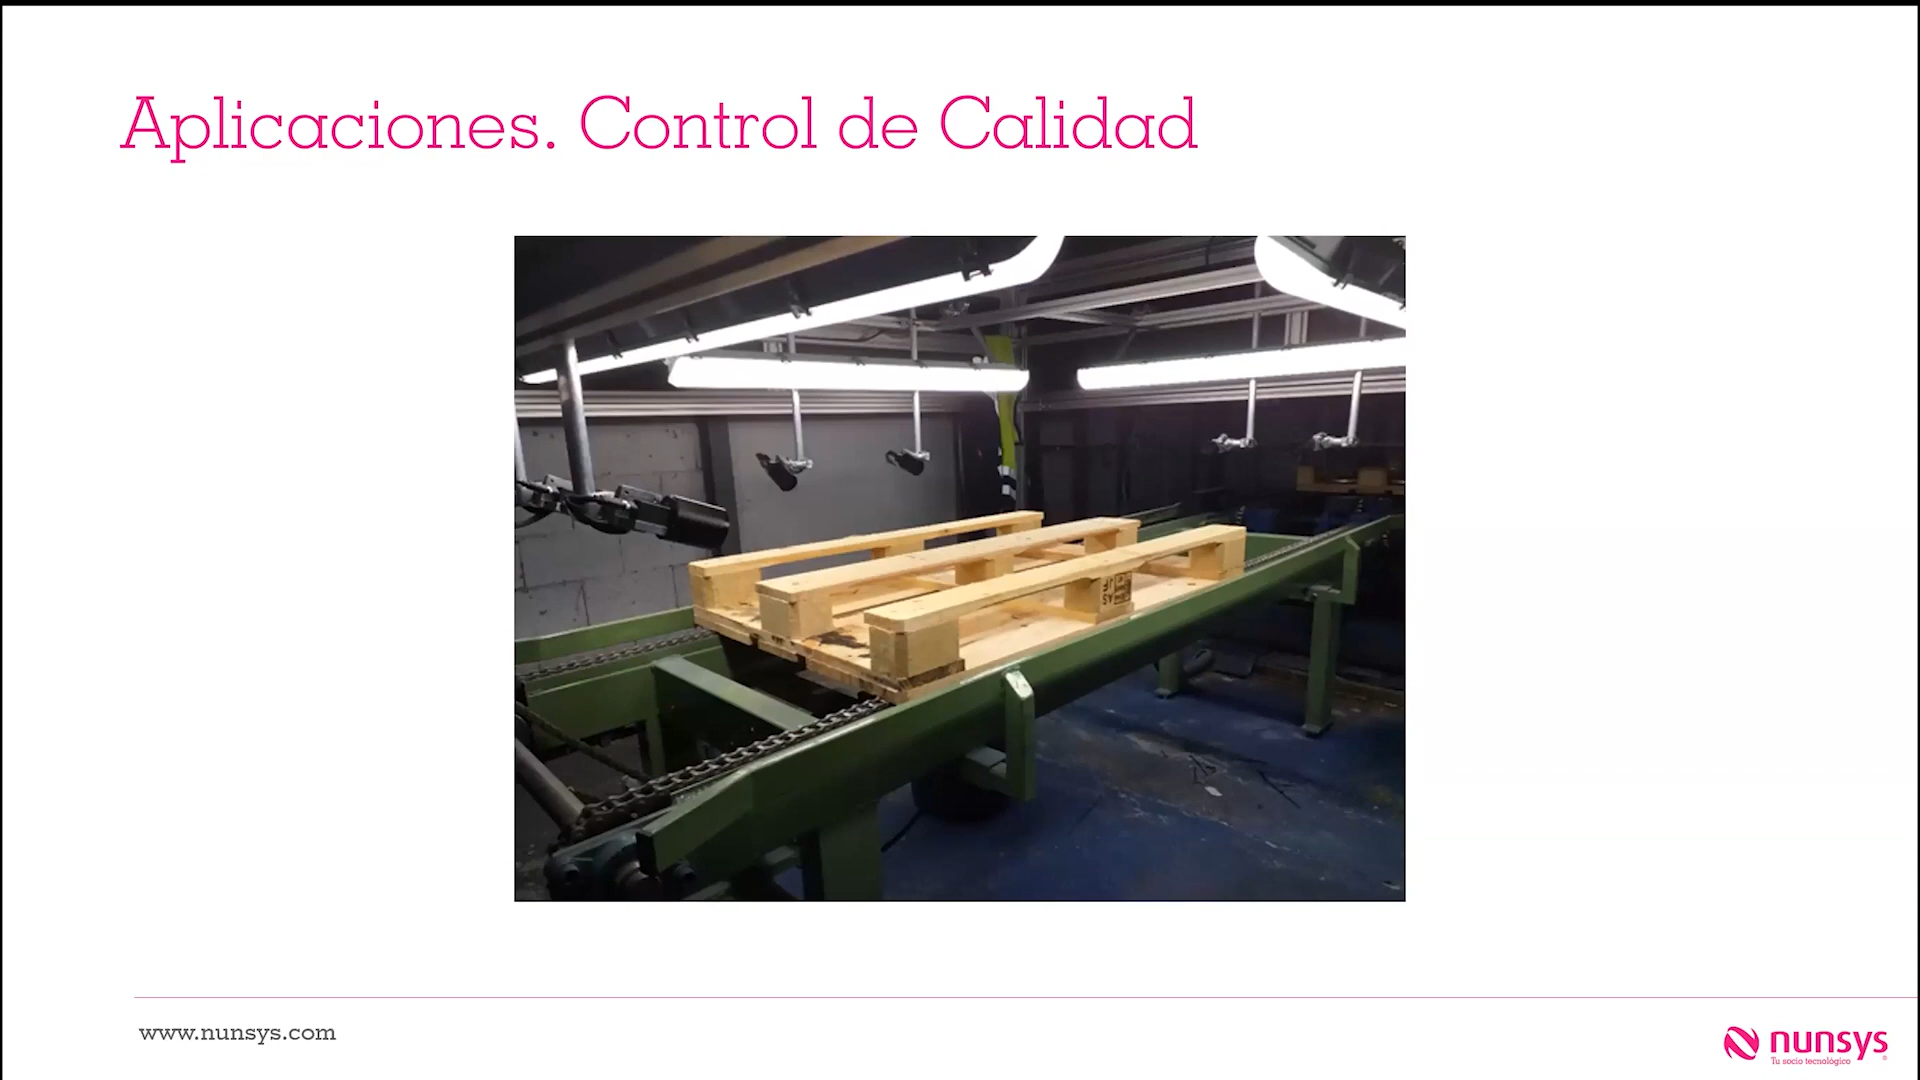 Aplicaciones. Control de Calidad
www.nunsys.com
nunsys
Tu socio tecnológico